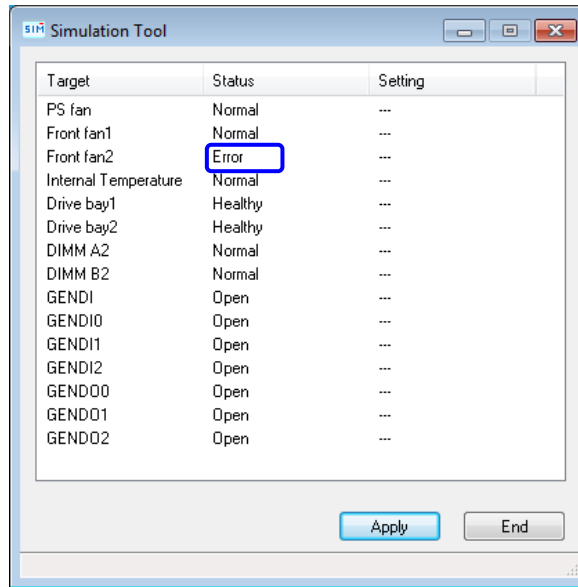 SIM Simulation Tool
Target Status Setting
PS fan Normal ---
Front fan1 Normal ---
Front fan2 Error ---
Internal Temperature Normal ---
Drive bay1 Healthy ---
Drive bay2 Healthy ---
DIMM A2 Normal ---
DIMM B2 Normal ---
GENDI Open ---
GENDI0 Open ---
GENDI1 Open ---
GENDI2 Open ---
GENDO0 Open ---
GENDO1 Open ---
GENDO2 Open ---
Apply End